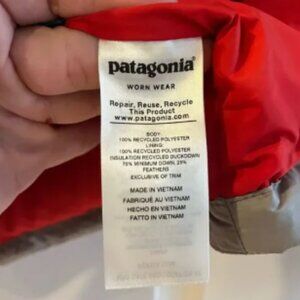 patagonia®
WORN WEAR
Repair, Reuse, Recycle
This Product
www.patagonia.com
BODY:
100% RECYCLED POLYESTER
LINING:
100% RECYCLED POLYESTER
INSULATION RECYCLED DUCKDOWN
75% MINIMUM DOWN, 25%
FEATHERS
EXCLUSIVE OF TRIM
MADE IN VIETNAM
FABRIQUÉ AU VIETNAM
HECHO EN VIETNAM
FATTO IN VIETNAM